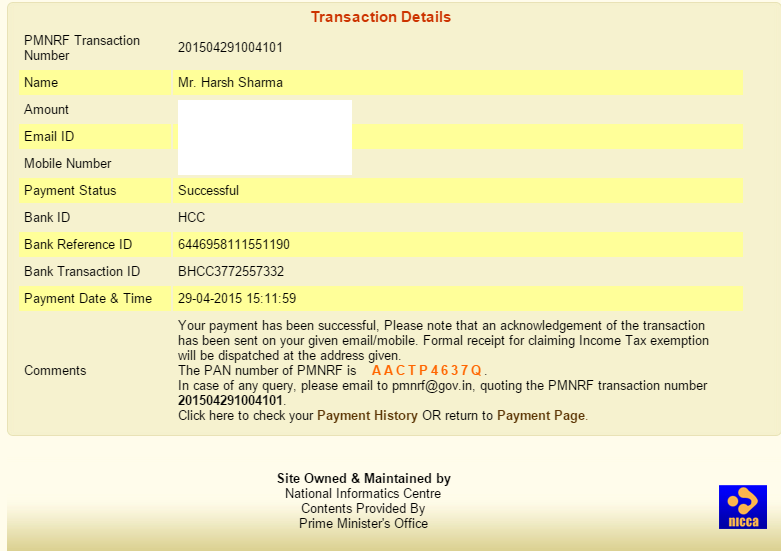 Transaction Details
PMNRF Transaction
Number
201504291004101
Name
Mr. Harsh Sharma
Amount
Email ID
Mobile Number
Payment Status
Successful
Bank ID
HCC
Bank Reference ID
6446958111551190
Bank Transaction ID
BHCC3772557332
Payment Date & Time
29-04-2015 15:11:59
Comments
Your payment has been successful, Please note that an acknowledgement of the transaction
has been sent on your given email/mobile. Formal receipt for claiming Income Tax exemption
will be dispatched at the address given.
The PAN number of PMNRF is A A C T P 4 6 3 7 Q .
In case of any query, please email to pmnrf@gov.in, quoting the PMNRF transaction number
201504291004101.
Click here to check your Payment History OR return to Payment Page.
Site Owned & Maintained by
National Informatics Centre
Contents Provided By
Prime Minister's Office
nicca